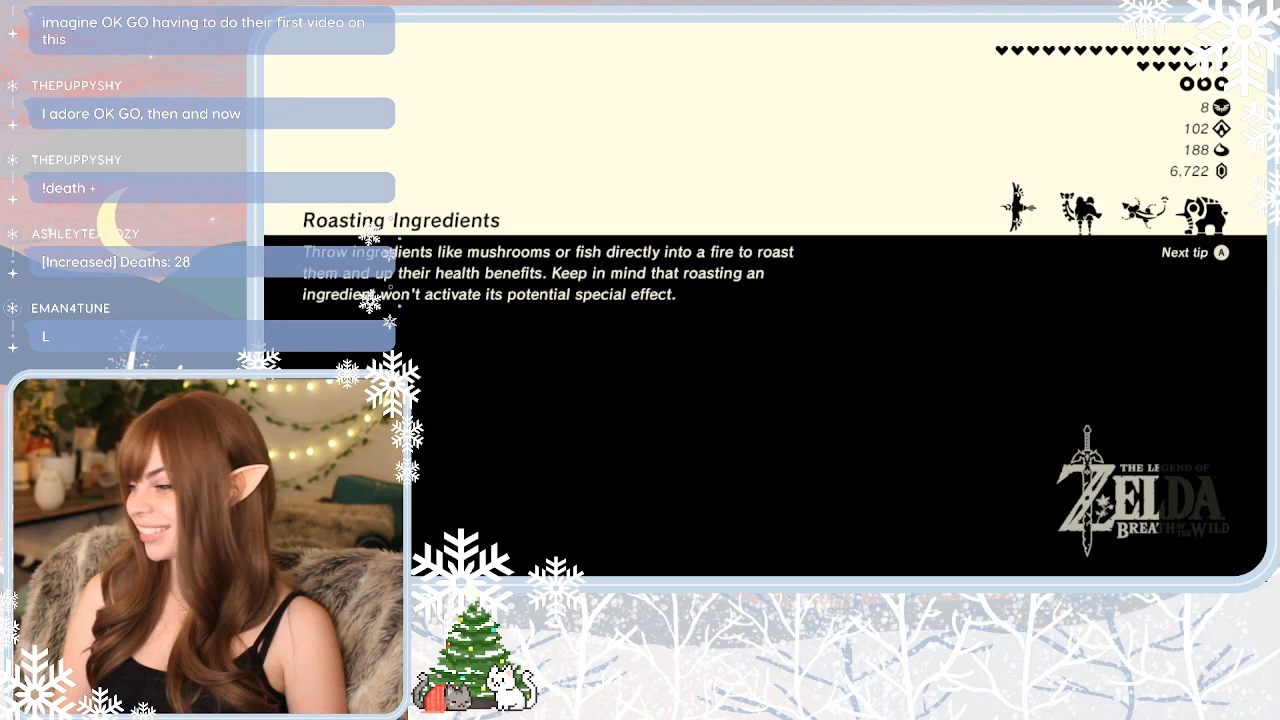 imagine OK GO having to do their first video on
this
THEPUPPYSHY
I adore OK GO, then and now
THEPUPPYSHY
!death +
[Increased] Deaths: 28
EMAN4TUNE
L
8
102
188
6,722
Roasting Ingredients
Throw ingredients like mushrooms or fish directly into a fire to roast
them and up their health benefits. Keep in mind that roasting an
ingredient won't activate its potential special effect.
Next tip A
THE LEGEND OF
ZELDA
BREATH OF THE WILD